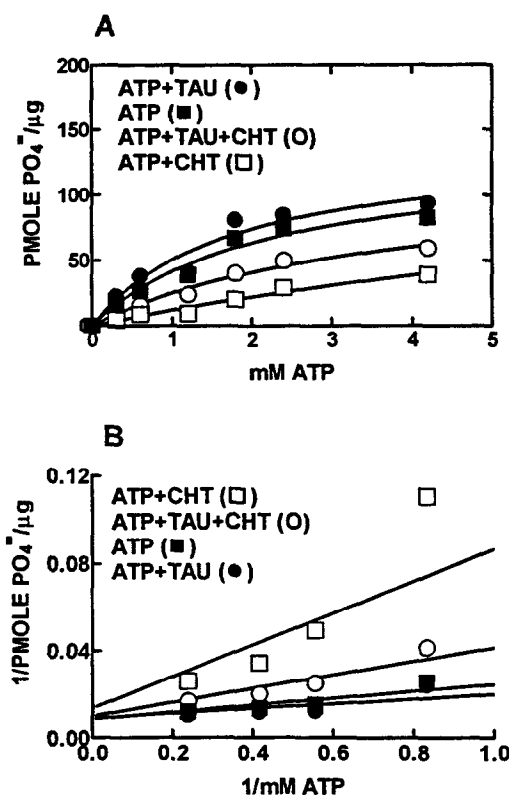 A
200
150
100
50
0
ATP+TAU (●)
ATP (■)
ATP+TAU+CHT (O)
ATP+CHT (□)
PMOLE PO₄⁼/µg
0 1 2 3 4 5
mM ATP
B
0.12
0.08
0.04
0.00
ATP+CHT (□)
ATP+TAU+CHT (O)
ATP (■)
ATP+TAU (●)
1/PMOLE PO₄⁼/µg
0.0 0.2 0.4 0.6 0.8 1.0
1/mM ATP